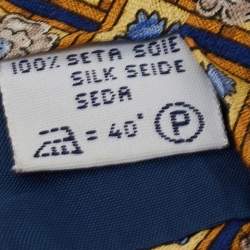 100% SETA SOIE
SILK SEIDE
SEDA
= 40° P